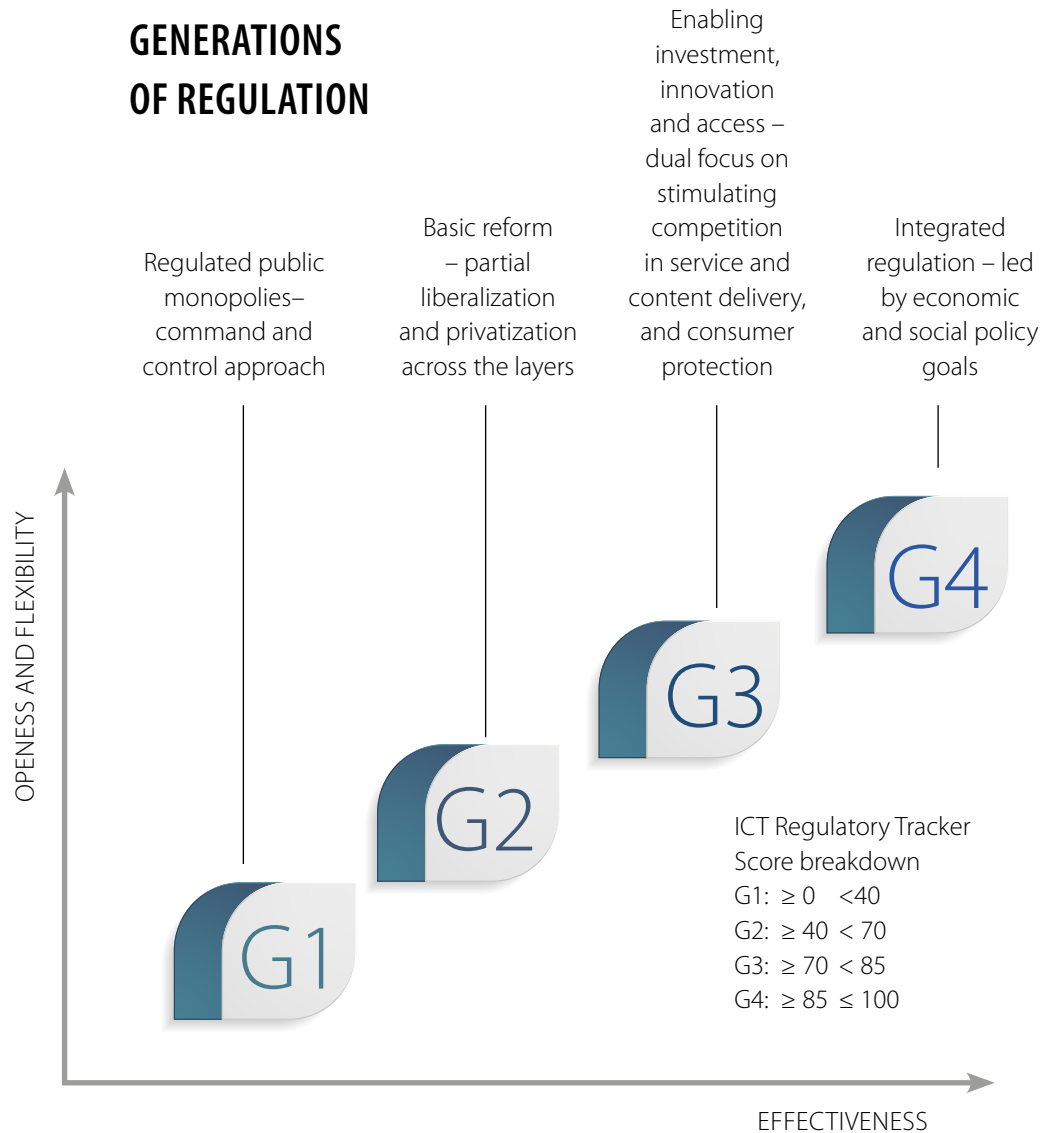 GENERATIONS
OF REGULATION
Regulated public
monopolies–
command and
control approach
Basic reform
– partial
liberalization
and privatization
across the layers
Enabling
investment,
innovation
and access –
dual focus on
stimulating
competition
in service and
content delivery,
and consumer
protection
Integrated
regulation – led
by economic
and social policy
goals
OPENESS AND FLEXIBILITY
G1
G2
G3
G4
ICT Regulatory Tracker
Score breakdown
G1: ≥ 0 <40
G2: ≥ 40 < 70
G3: ≥ 70 < 85
G4: ≥ 85 ≤ 100
EFFECTIVENESS